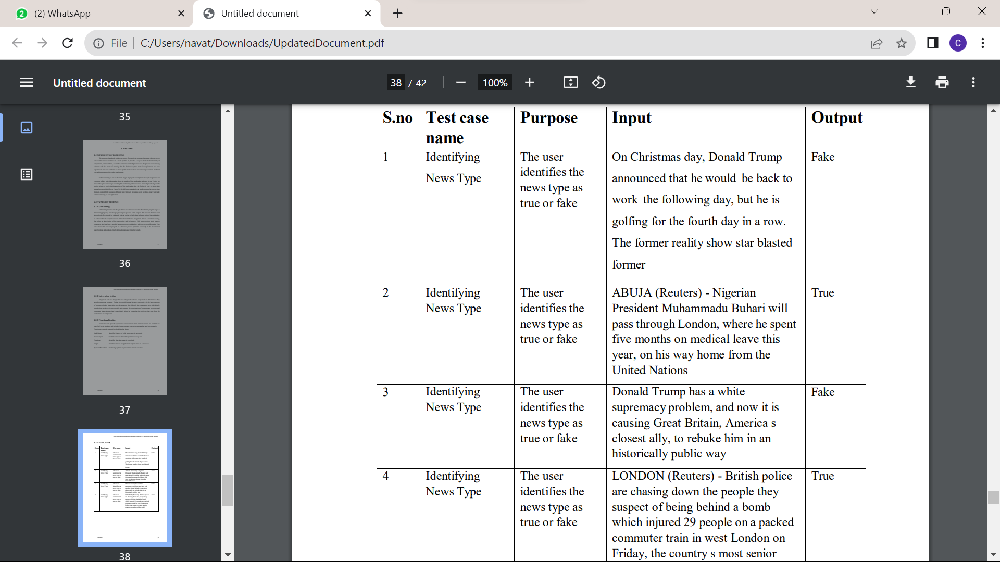 (2) WhatsApp
Untitled document
File
C:/Users/navat/Downloads/UpdatedDocument.pdf
C
Untitled document
38 / 42
100%
35
6. TESTING
36
37
6.3 TEST CASES
38
S.no Test case name Purpose Input Output
1
Identifying
News Type
The user
identifies the
news type as
true or fake
On Christmas day, Donald Trump
announced that he would be back to
work the following day, but he is
golfing for the fourth day in a row.
The former reality show star blasted
former
Fake
2
Identifying
News Type
The user
identifies the
news type as
true or fake
ABUJA (Reuters) - Nigerian
President Muhammadu Buhari will
pass through London, where he spent
five months on medical leave this
year, on his way home from the
United Nations
True
3
Identifying
News Type
The user
identifies the
news type as
true or fake
Donald Trump has a white
supremacy problem, and now it is
causing Great Britain, America s
closest ally, to rebuke him in an
historically public way
Fake
4
Identifying
News Type
The user
identifies the
news type as
true or fake
LONDON (Reuters) - British police
are chasing down the people they
suspect of being behind a bomb
which injured 29 people on a packed
commuter train in west London on
Friday, the country s most senior
True